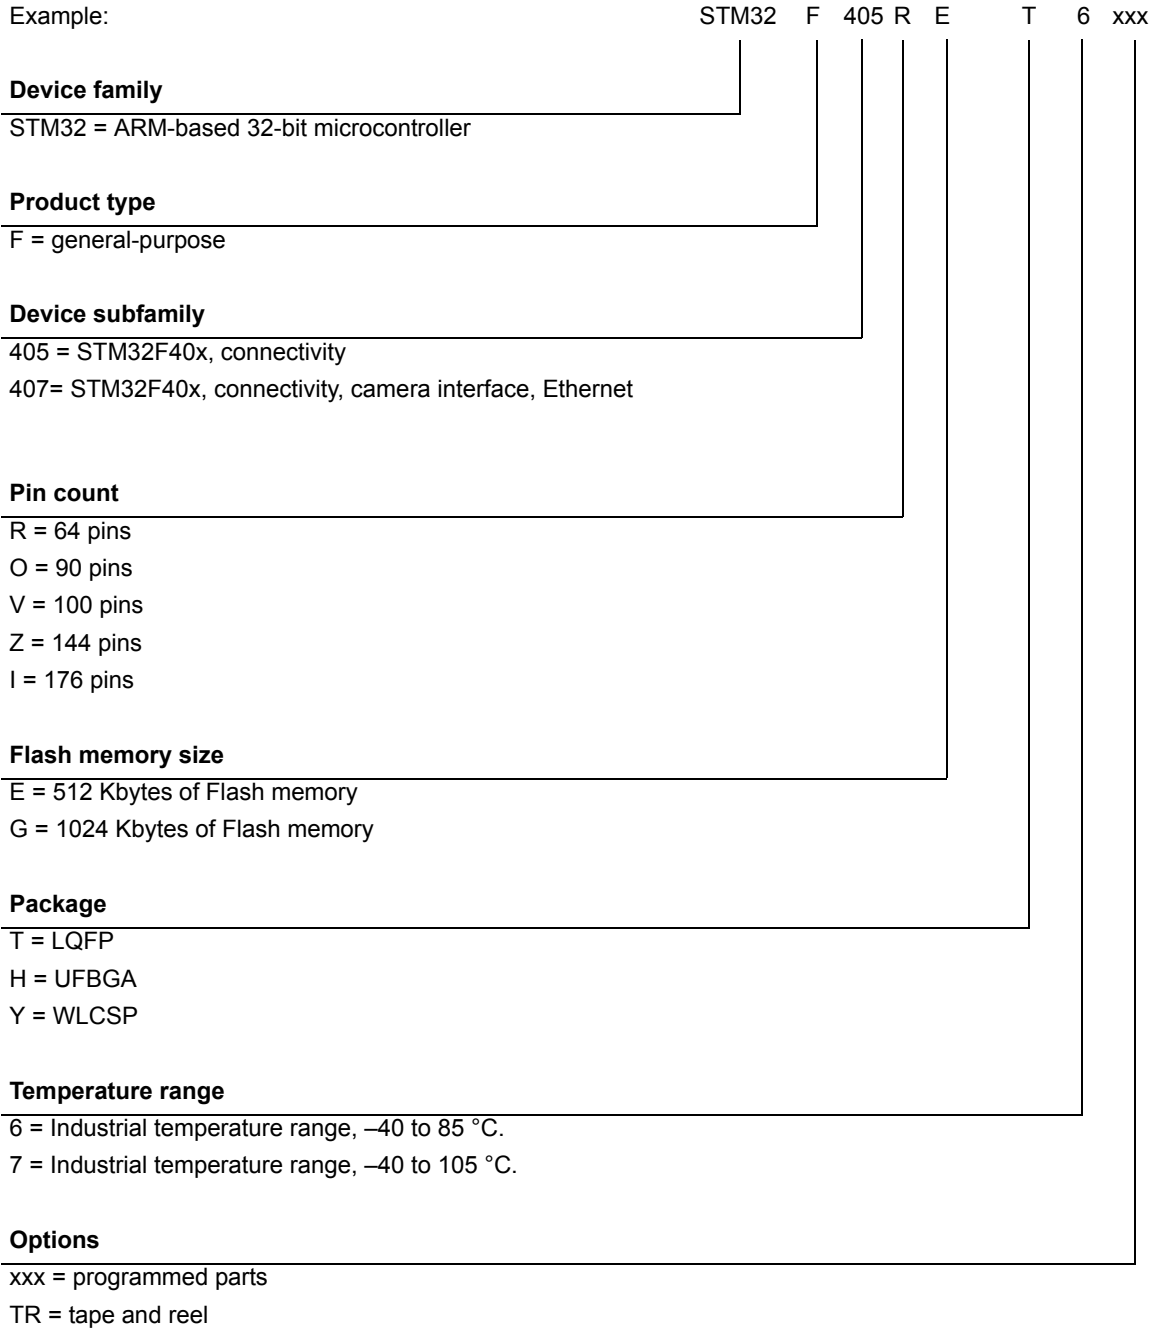 Example: STM32 F 405 R E T 6 xxx
Device family
STM32 = ARM-based 32-bit microcontroller
Product type
F = general-purpose
Device subfamily
405 = STM32F40x, connectivity
407= STM32F40x, connectivity, camera interface, Ethernet
Pin count
R = 64 pins
O = 90 pins
V = 100 pins
Z = 144 pins
I = 176 pins
Flash memory size
E = 512 Kbytes of Flash memory
G = 1024 Kbytes of Flash memory
Package
T = LQFP
H = UFBGA
Y = WLCSP
Temperature range
6 = Industrial temperature range, –40 to 85 °C.
7 = Industrial temperature range, –40 to 105 °C.
Options
xxx = programmed parts
TR = tape and reel